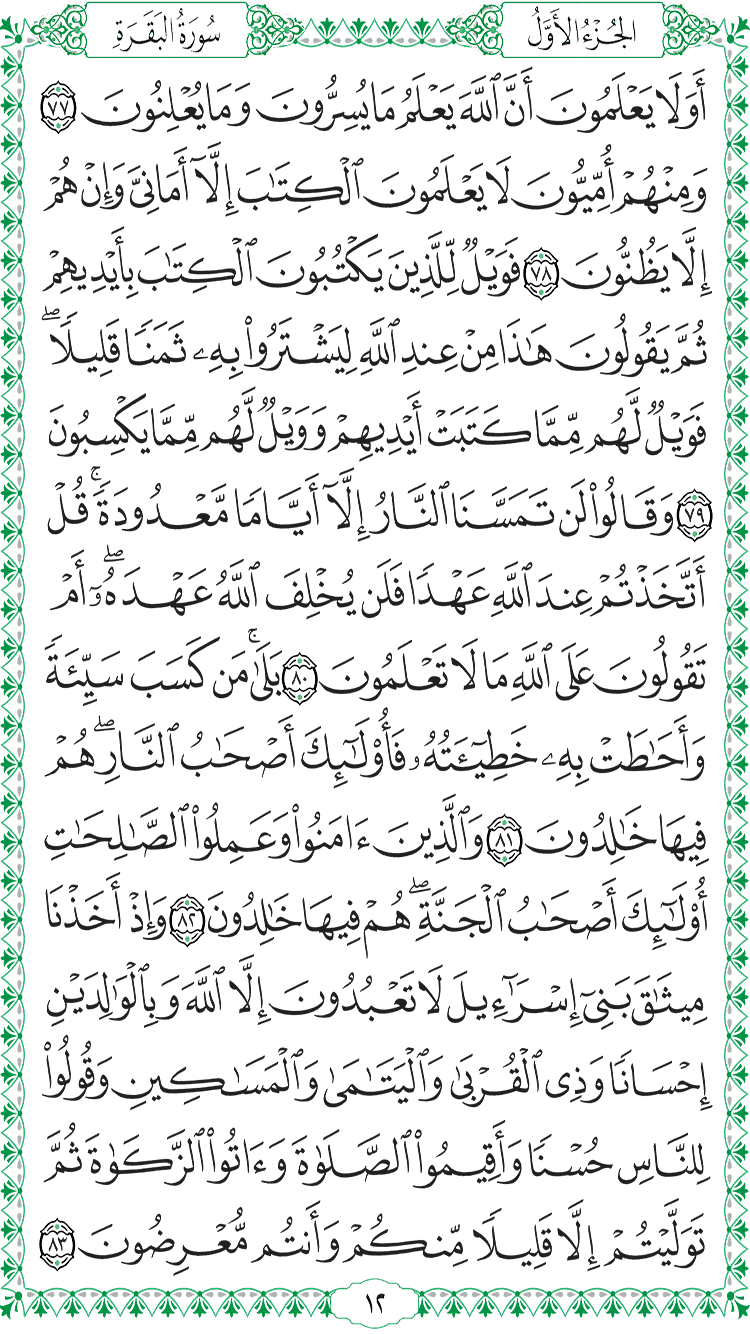 الجُزْءُ الأَوَّلُ
سُورَةُ البَقَرَةِ
أَوَلَا يَعْلَمُونَ أَنَّ ٱللَّهَ يَعْلَمُ مَا يُسِرُّونَ وَمَا يُعْلِنُونَ ٧٧
وَمِنْهُمْ أُمِّيُّونَ لَا يَعْلَمُونَ ٱلْكِتَٰبَ إِلَّآ أَمَانِىَّ وَإِنْ هُمْ
إِلَّا يَظُنُّونَ ٧٨ فَوَيْلٌ لِّلَّذِينَ يَكْتُبُونَ ٱلْكِتَٰبَ بِأَيْدِيهِمْ
ثُمَّ يَقُولُونَ هَٰذَا مِنْ عِندِ ٱللَّهِ لِيَشْتَرُوا۟ بِهِۦ ثَمَنًا قَلِيلًا ۖ
فَوَيْلٌ لَّهُم مِّمَّا كَتَبَتْ أَيْدِيهِمْ وَوَيْلٌ لَّهُم مِّمَّا يَكْسِبُونَ
٧٩ وَقَالُوا۟ لَن تَمَسَّنَا ٱلنَّارُ إِلَّآ أَيَّامًا مَّعْدُودَةً ۚ قُلْ
أَتَّخَذْتُمْ عِندَ ٱللَّهِ عَهْدًا فَلَن يُخْلِفَ ٱللَّهُ عَهْدَهُۥٓ ۖ أَمْ
تَقُولُونَ عَلَى ٱللَّهِ مَا لَا تَعْلَمُونَ ٨٠ بَلَىٰ ۚ مَن كَسَبَ سَيِّئَةً
وَأَحَٰطَتْ بِهِۦ خَطِيٓـَٔتُهُۥ فَأُو۟لَٰٓئِكَ أَصْحَٰبُ ٱلنَّارِ ۖ هُمْ
فِيهَا خَٰلِدُونَ ٨١ وَٱلَّذِينَ ءَامَنُوا۟ وَعَمِلُوا۟ ٱلصَّٰلِحَٰتِ
أُو۟لَٰٓئِكَ أَصْحَٰبُ ٱلْجَنَّةِ ۖ هُمْ فِيهَا خَٰلِدُونَ ٨٢ وَإِذْ أَخَذْنَا
مِيثَٰقَ بَنِىٓ إِسْرَٰٓءِيلَ لَا تَعْبُدُونَ إِلَّا ٱللَّهَ وَبِٱلْوَٰلِدَيْنِ
إِحْسَانًا وَذِى ٱلْقُرْبَىٰ وَٱلْيَتَٰمَىٰ وَٱلْمَسَٰكِينِ وَقُولُوا۟
لِلنَّاسِ حُسْنًا وَأَقِيمُوا۟ ٱلصَّلَوٰةَ وَءَاتُوا۟ ٱلزَّكَوٰةَ ثُمَّ
تَوَلَّيْتُمْ إِلَّا قَلِيلًا مِّنكُمْ وَأَنتُم مُّعْرِضُونَ ٨٣
١٢